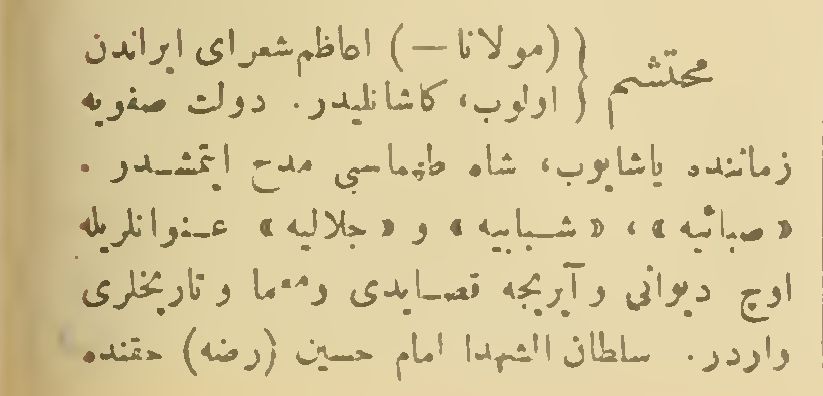 محتشم { (مولانا —) اعاظم شعرای ایراندن
اولوب، کاشانلیدر. دولت صفویه
زماننده یاشایوب، شاه طهماسبی مدح ایتمشدر.
«صبائیه»، «شبابیه» و «جلالیه» عنوانلریله
اوچ دیوانی و آیریجه قصایدی و معما و تاریخلری
واردر. سلطان الشهدا امام حسین (رضه) حقنده